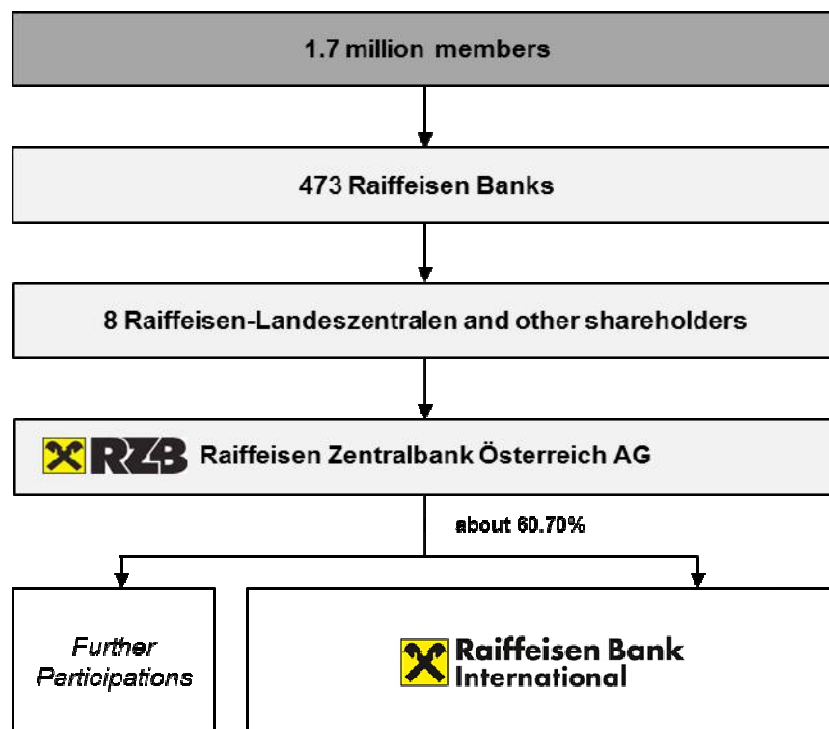 1.7 million members
473 Raiffeisen Banks
8 Raiffeisen-Landeszentralen and other shareholders
RZB Raiffeisen Zentralbank Österreich AG
about 60.70%
Further
Participations
Raiffeisen Bank
International